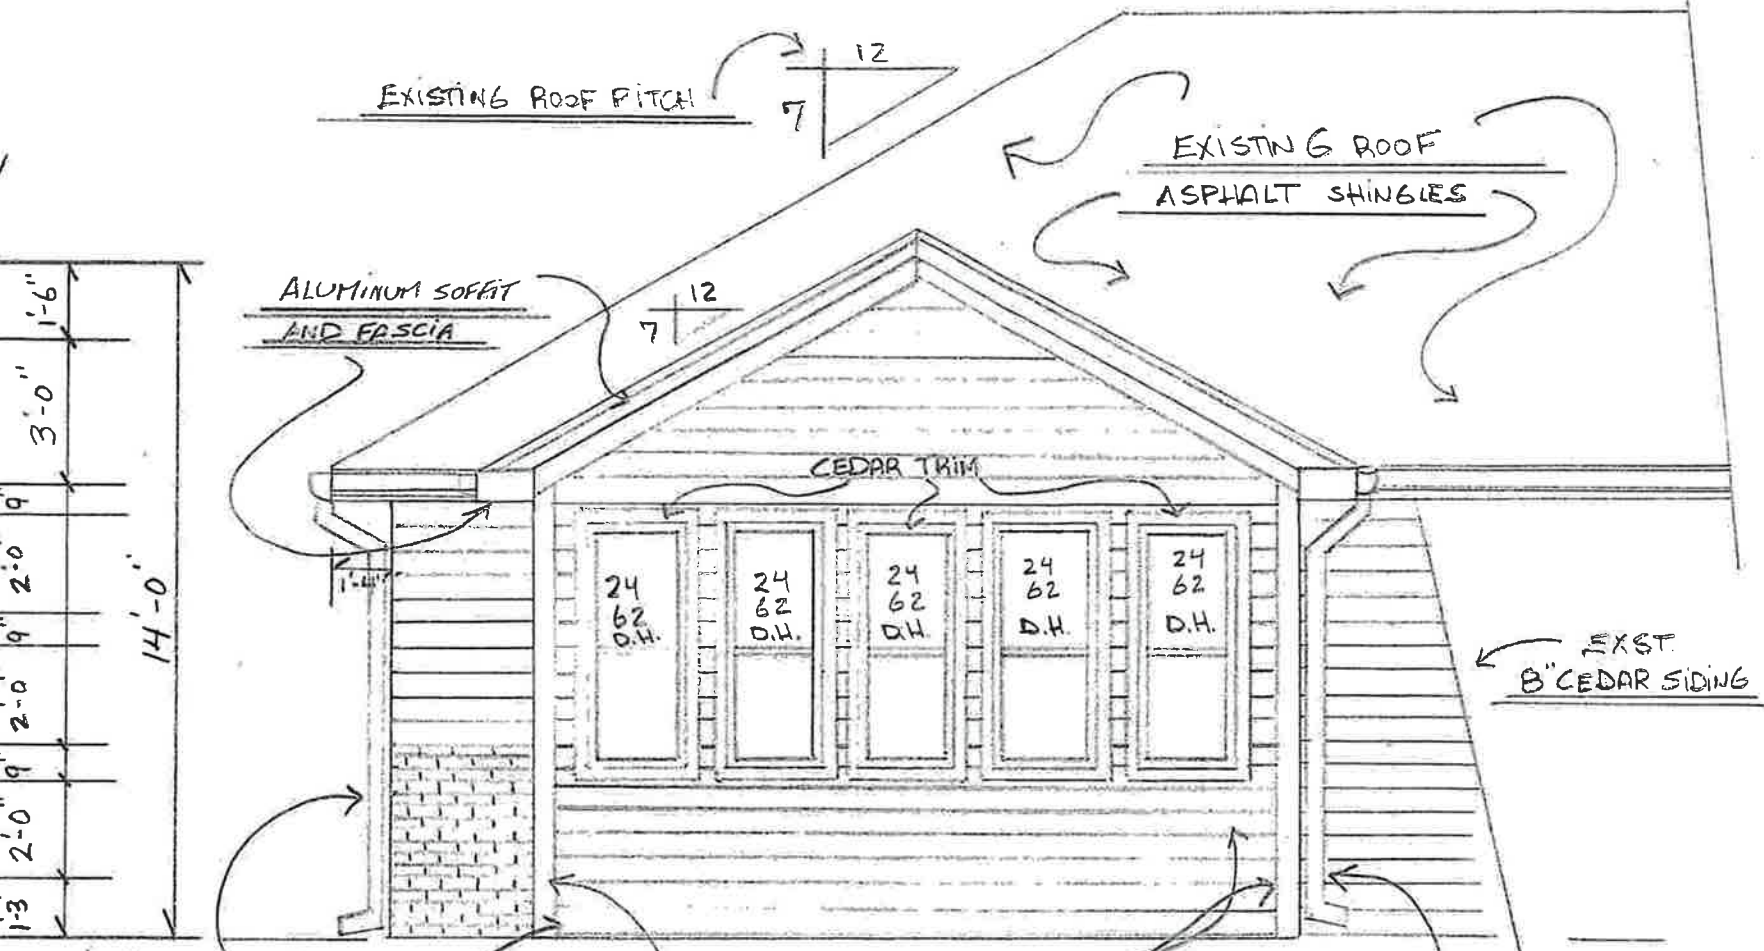 12
EXISTING ROOF PITCH
7
EXISTING ROOF
ASPHALT SHINGLES
ALUMINUM SOFFIT
AND FASCIA
12
7
CEDAR TRIM
24
62
D.H.
24
62
D.H.
24
62
D.H.
24
62
D.H.
24
62
D.H.
EXST.
8" CEDAR SIDING
1'-6"
3'-0"
9"
2'-0"
9"
2'-0"
9"
2'-0"
1'-3"
14'-0"